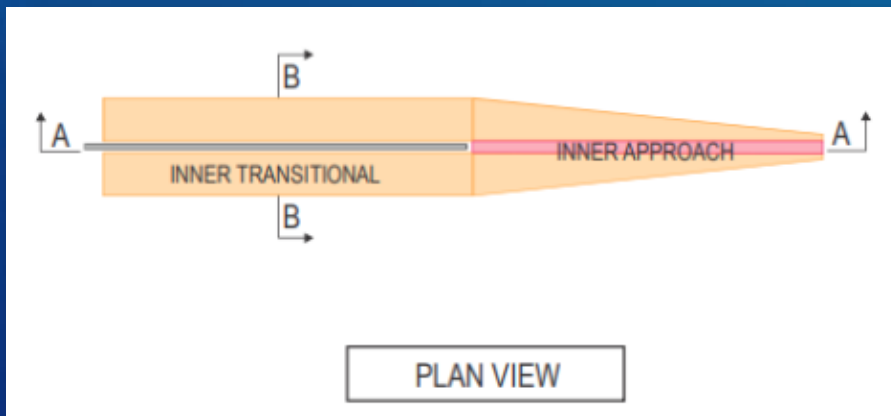 B
A
A
INNER APPROACH
INNER TRANSITIONAL
B
PLAN VIEW